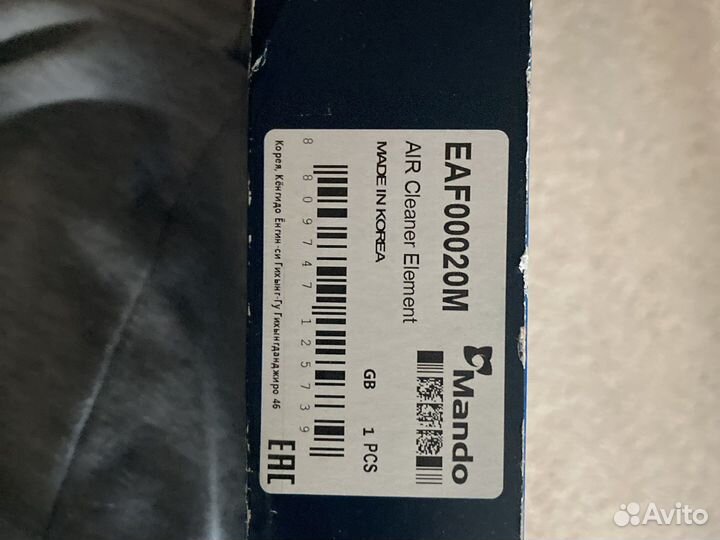 EAF00020M
Mando
AIR Cleaner Element
MADE IN KOREA
GB 1 PCS
8 809747 125739
Корея, Кёнгидо Ёнгин-си Гихынг-Гу Гихынгданджиро 46
EAC
Avito